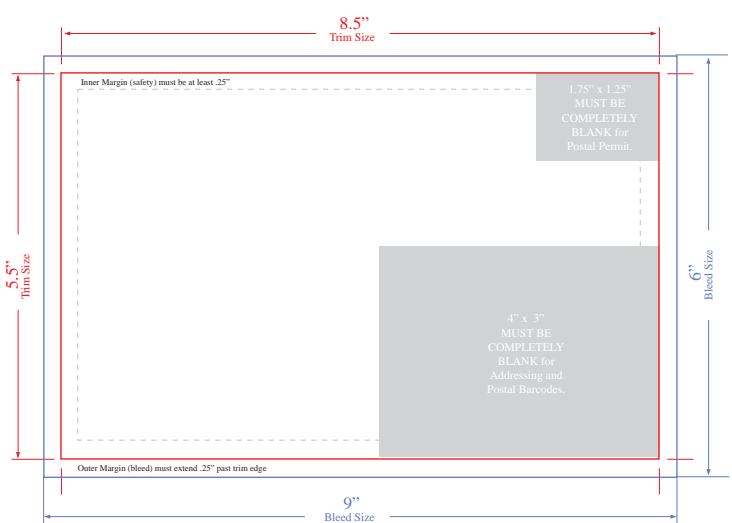 8.5”
Trim Size
Inner Margin (safety) must be at least .25”
1.75” x 1.25”
MUST BE
COMPLETELY
BLANK for
Postal Permit.
5.5”
Trim Size
6”
Bleed Size
4” x  3”
MUST BE
COMPLETELY
BLANK for
Addressing and
Postal Barcodes.
Outer Margin (bleed) must extend .25” past trim edge
9”
Bleed Size